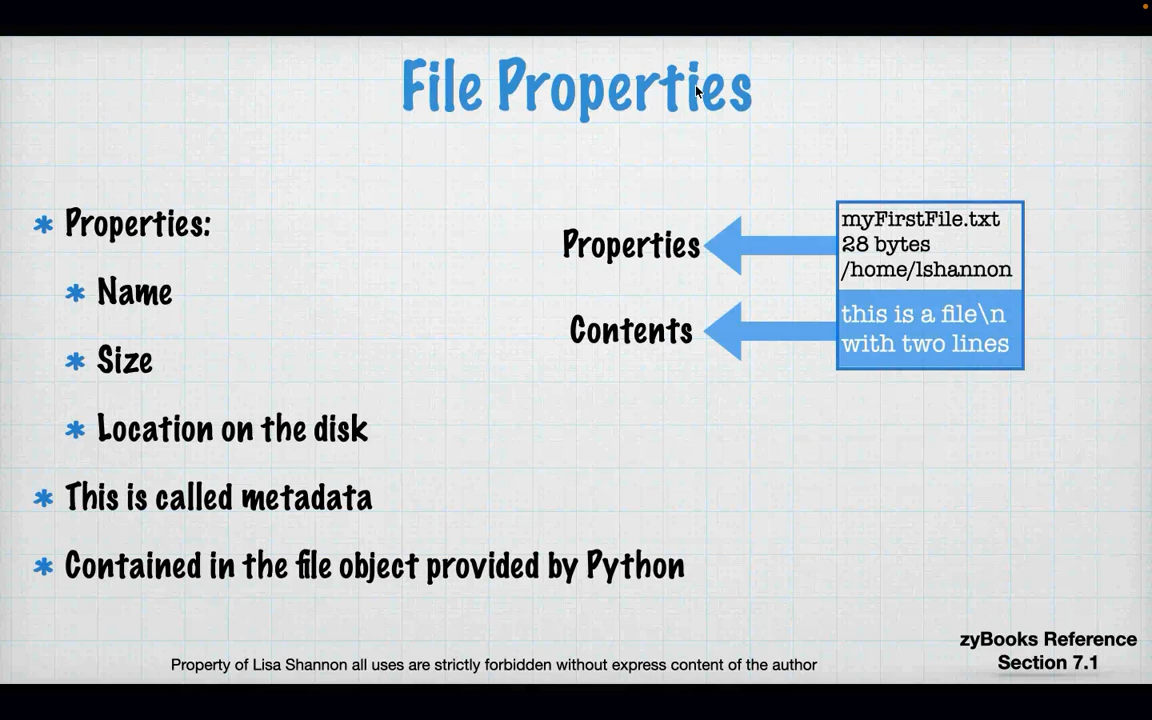 File Properties
* Properties:
* Name
* Size
* Location on the disk
* This is called metadata
* Contained in the file object provided by Python
Properties
Contents
myFirstFile.txt
28 bytes
/home/lshannon
this is a file\n
with two lines
Property of Lisa Shannon all uses are strictly forbidden without express content of the author
zyBooks Reference
Section 7.1